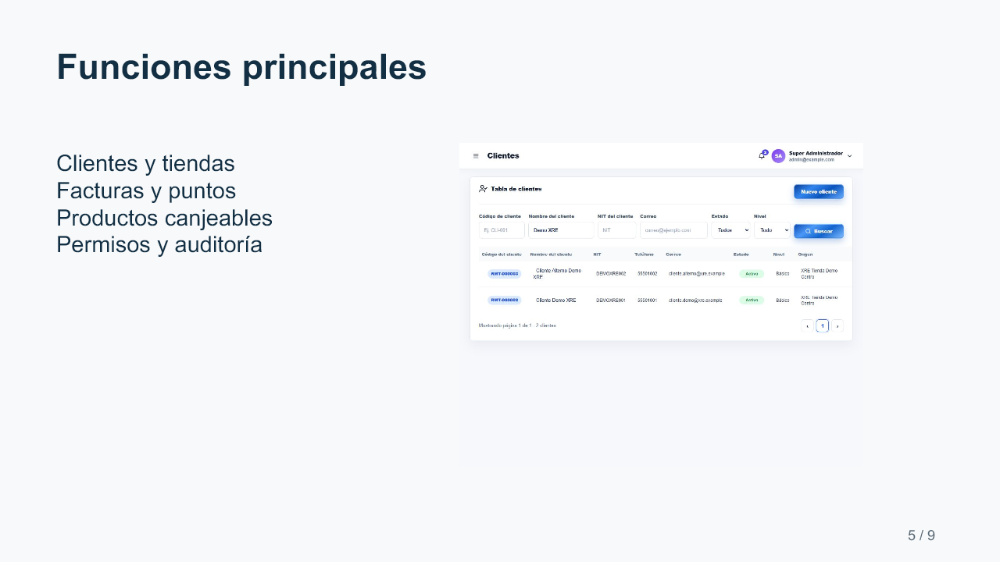 Funciones principales
Clientes y tiendas
Facturas y puntos
Productos canjeables
Permisos y auditoría
Clientes
SA
Super Administrador
admin@example.com
Tabla de clientes
Nuevo cliente
Código de cliente Nombre del cliente NIT del cliente Correo Estado Nivel
Ej. CLI-001 Demo XRE NIT correo@ejemplo.com Todos Todo Buscar
Código del cliente Nombre del cliente NIT Teléfono Correo Estado Nivel Origen
RMT-000003 Cliente Alterno Demo XRE DEMOXRE002 55501002 cliente.alterno@xre.example Activo Básico XRE Tienda Demo Centro
RMT-000002 Cliente Demo XRE DEMOXRE001 55501001 cliente.demo@xre.example Activo Básico XRE Tienda Demo Centro
Mostrando página 1 de 1 · 2 clientes
‹ 1 ›
5 / 9